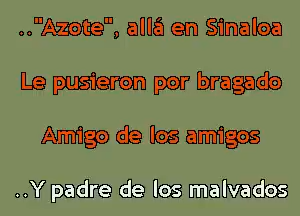 .."Azote", allá en Sinaloa
Le pusieron por bragado
Amigo de los amigos
..Y padre de los malvados